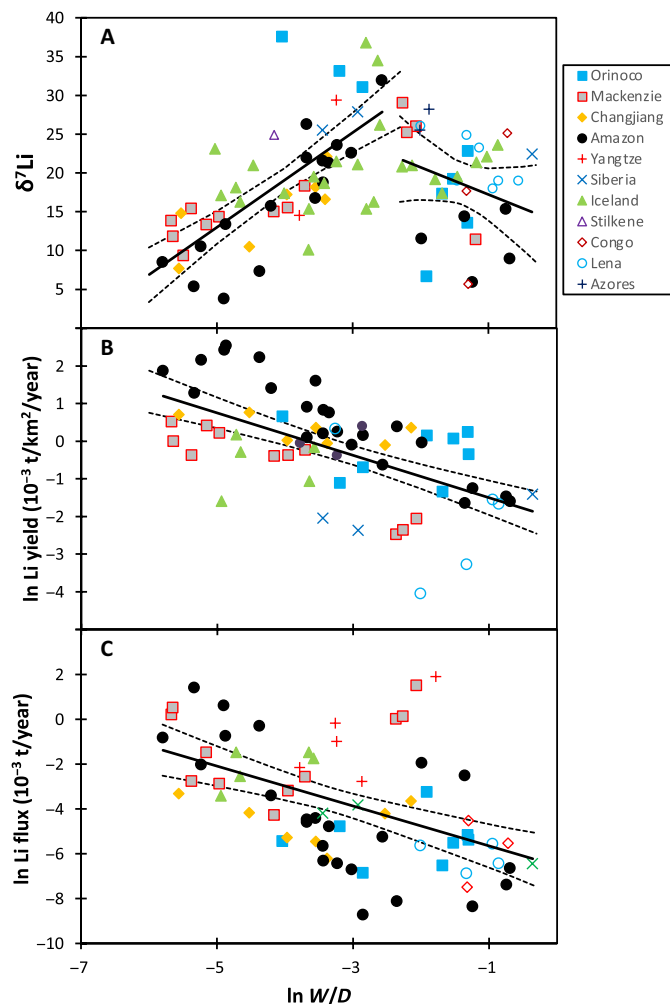 A
40
35
30
25
20
15
10
5
δ⁷Li
Orinoco
Mackenzie
Changjiang
Amazon
Yangtze
Siberia
Iceland
Stilkene
Congo
Lena
Azores
B
2
1
0
−1
−2
−3
−4
ln Li yield (10⁻³ t/km²/year)
C
2
0
−2
−4
−6
−8
−10
ln Li flux (10⁻³ t/year)
−7
−5
−3
−1
ln W/D